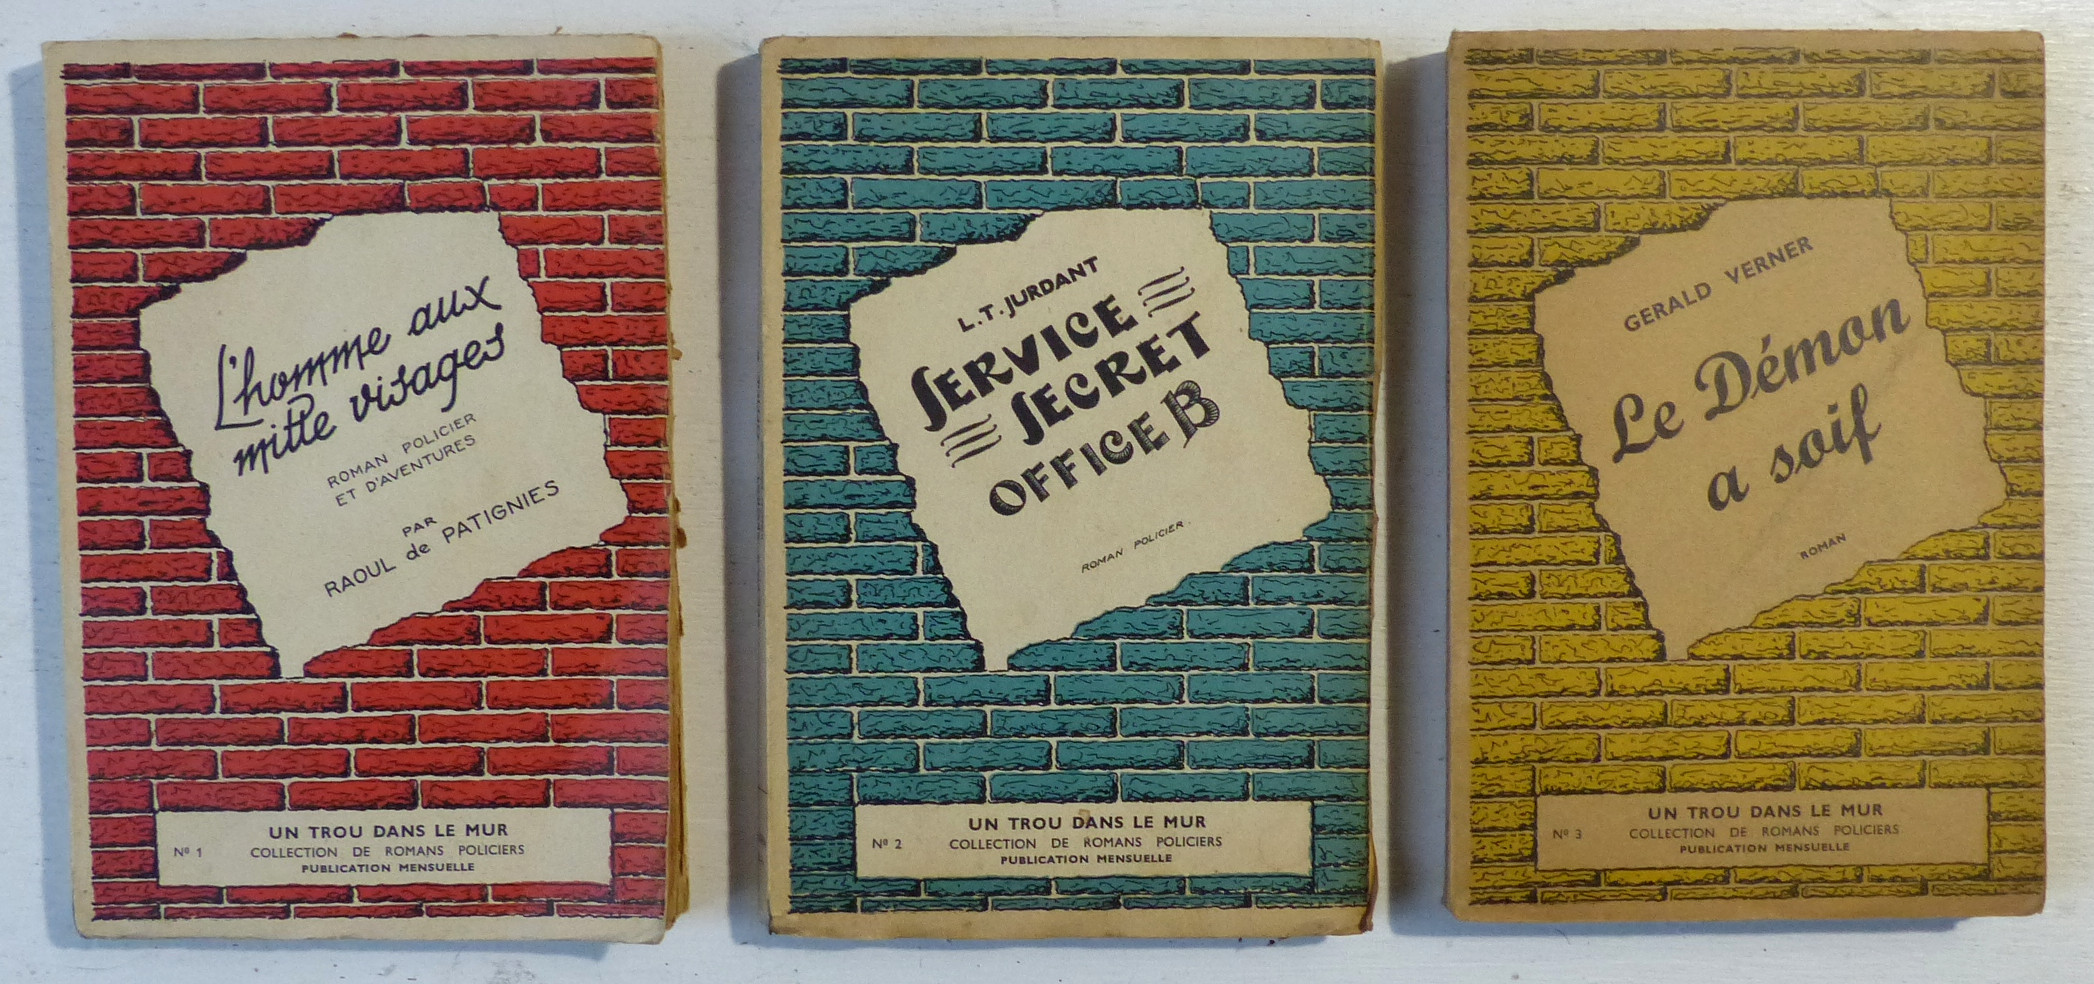 L'homme aux
mille visages
ROMAN POLICIER
ET D'AVENTURES
PAR
RAOUL de PATIGNIES
UN TROU DANS LE MUR
Nº 1 COLLECTION DE ROMANS POLICIERS
PUBLICATION MENSUELLE
L.T. JURDANT
SERVICE
SECRET
OFFICE B
ROMAN POLICIER.
UN TROU DANS LE MUR
Nº 2 COLLECTION DE ROMANS POLICIERS
PUBLICATION MENSUELLE
GERALD VERNER
Le Démon
a soif
ROMAN
UN TROU DANS LE MUR
Nº 3 COLLECTION DE ROMANS POLICIERS
PUBLICATION MENSUELLE